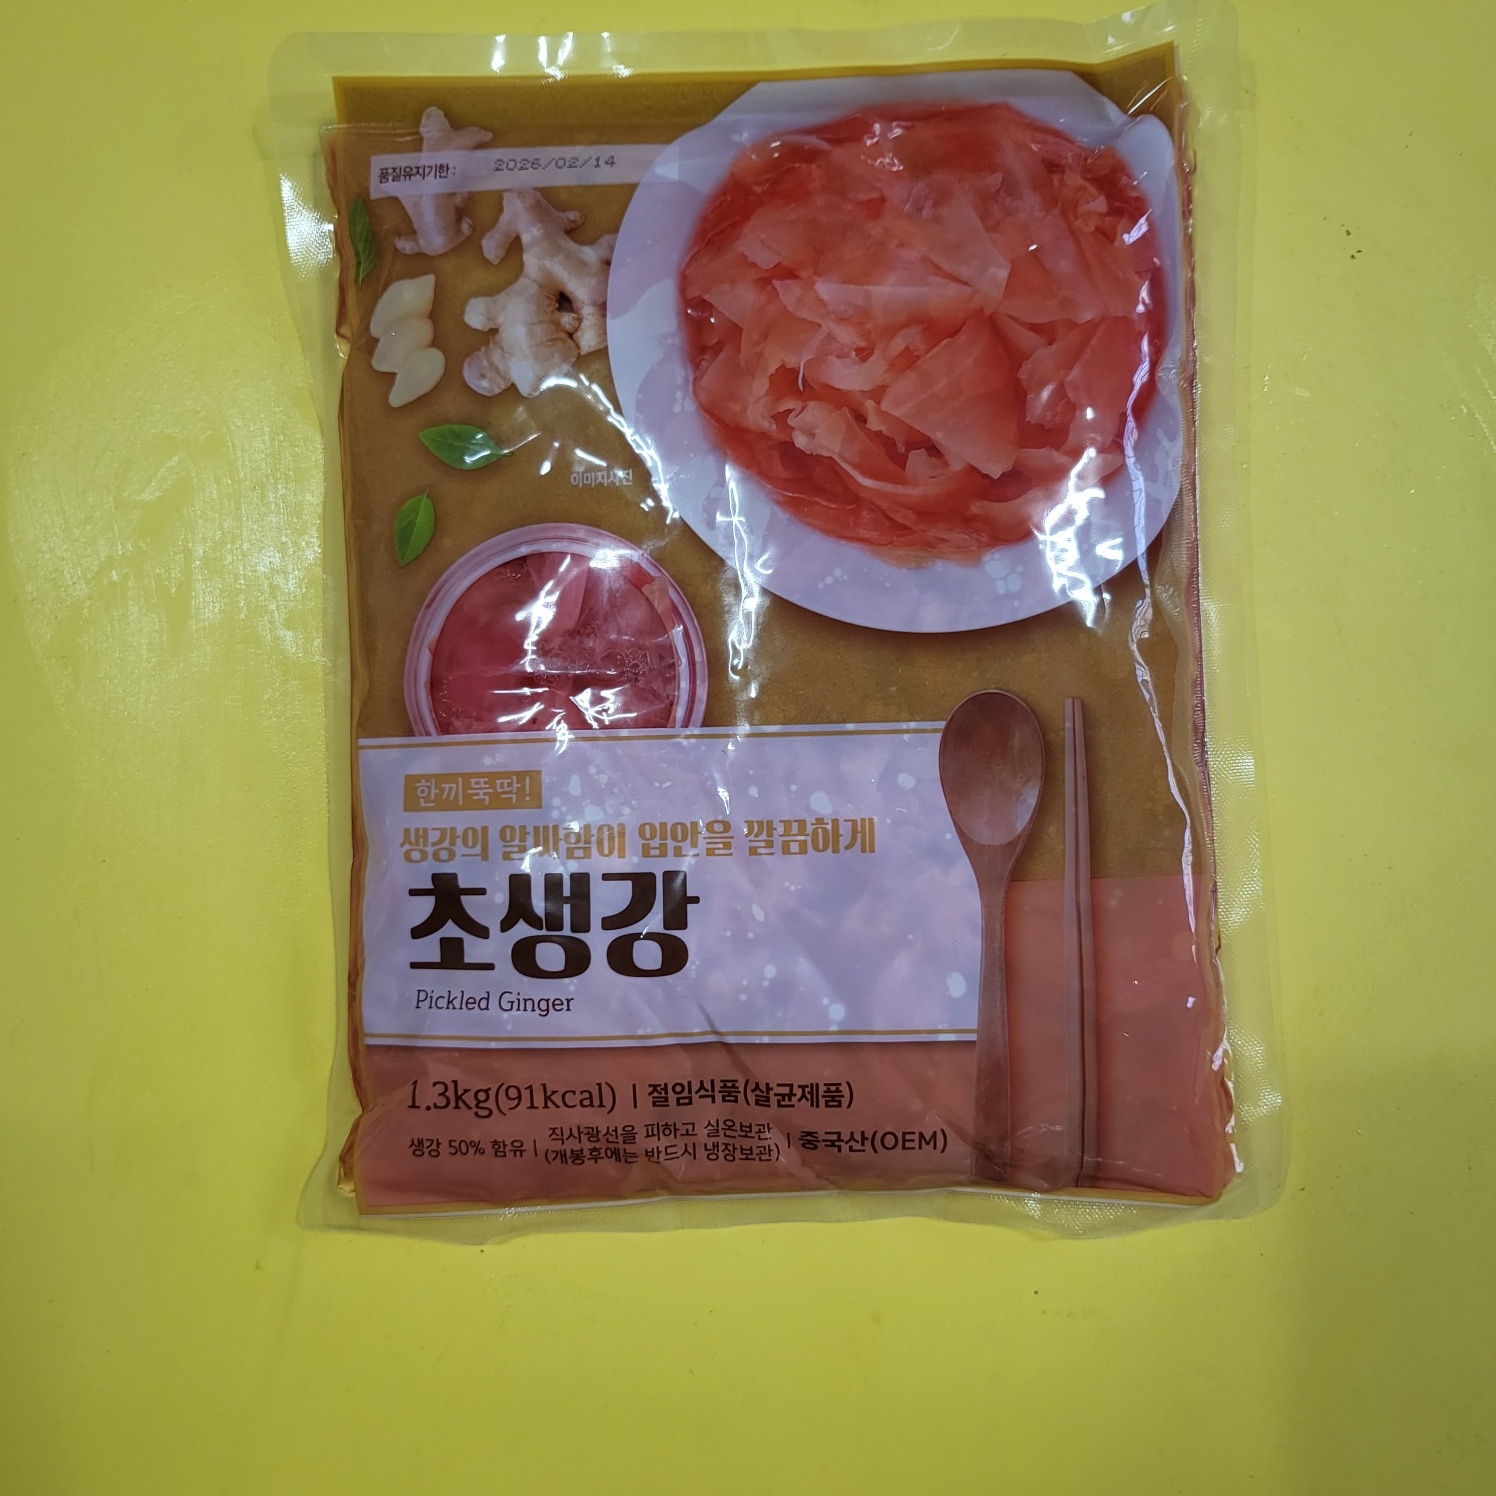 품질유지기한 : 2026/02/14
이미지사진
한끼뚝딱!
생강의 알싸함이 입안을 깔끔하게
초생강
Pickled Ginger
1.3kg(91kcal) | 절임식품(살균제품)
생강 50% 함유 | 직사광선을 피하고 실온보관
(개봉후에는 반드시 냉장보관) | 중국산(OEM)